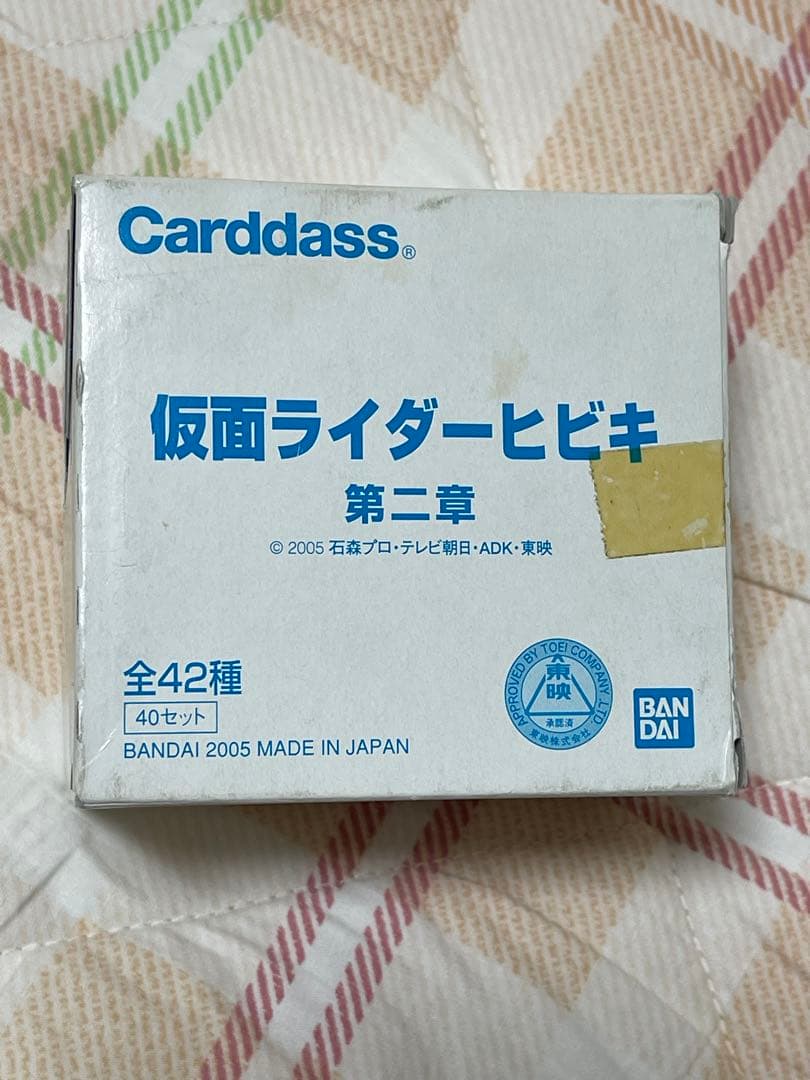 Carddass®
仮面ライダーヒビキ
第二章
© 2005 石森プロ・テレビ朝日・ADK・東映
全42種
40セット
BANDAI 2005 MADE IN JAPAN
APPROVED BY TOEI COMPANY, LTD.
東映
承認済
東映株式会社
BAN
DAI